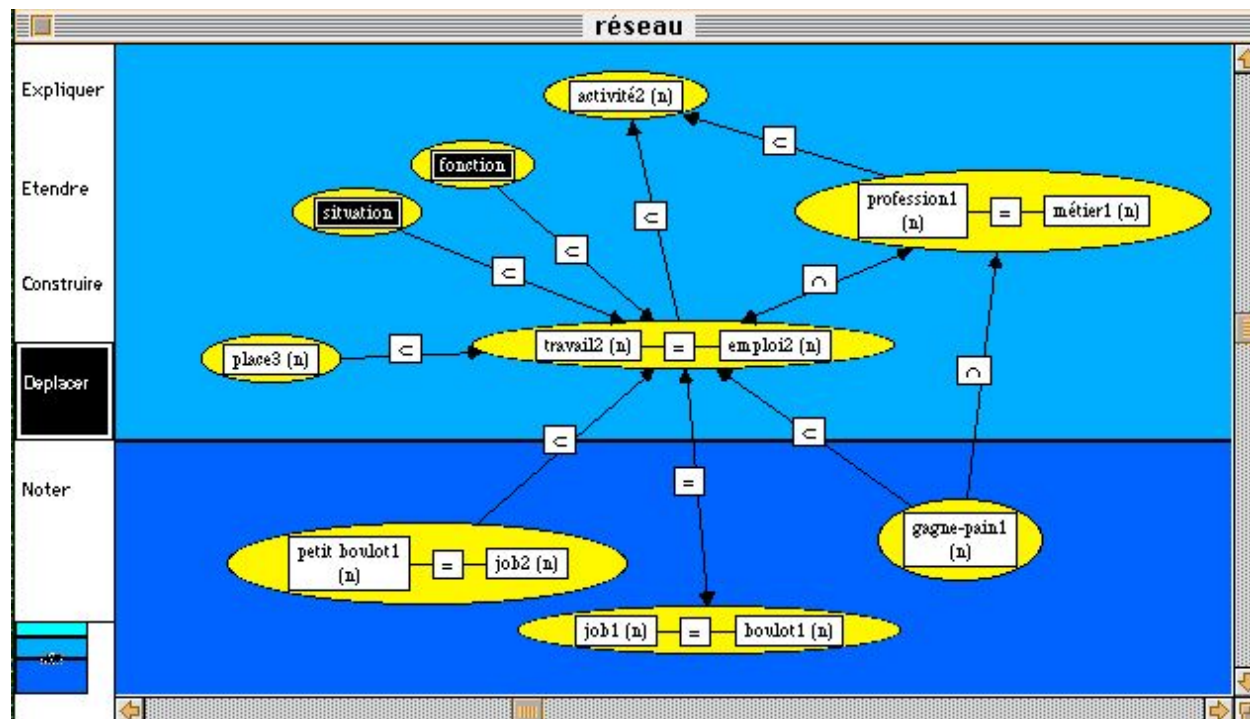 réseau
Expliquer
Etendre
Construire
Deplacer
Noter
activité2 (n)
⊂
fonction
profession1
(n)
=
métier1 (n)
situation
⊂
⊂
⊂
∩
place3 (n)
⊂
travail2 (n)
=
emploi2 (n)
∩
⊂
⊂
=
petit boulot1
(n)
=
job2 (n)
gagne-pain1
(n)
job1 (n)
=
boulot1 (n)